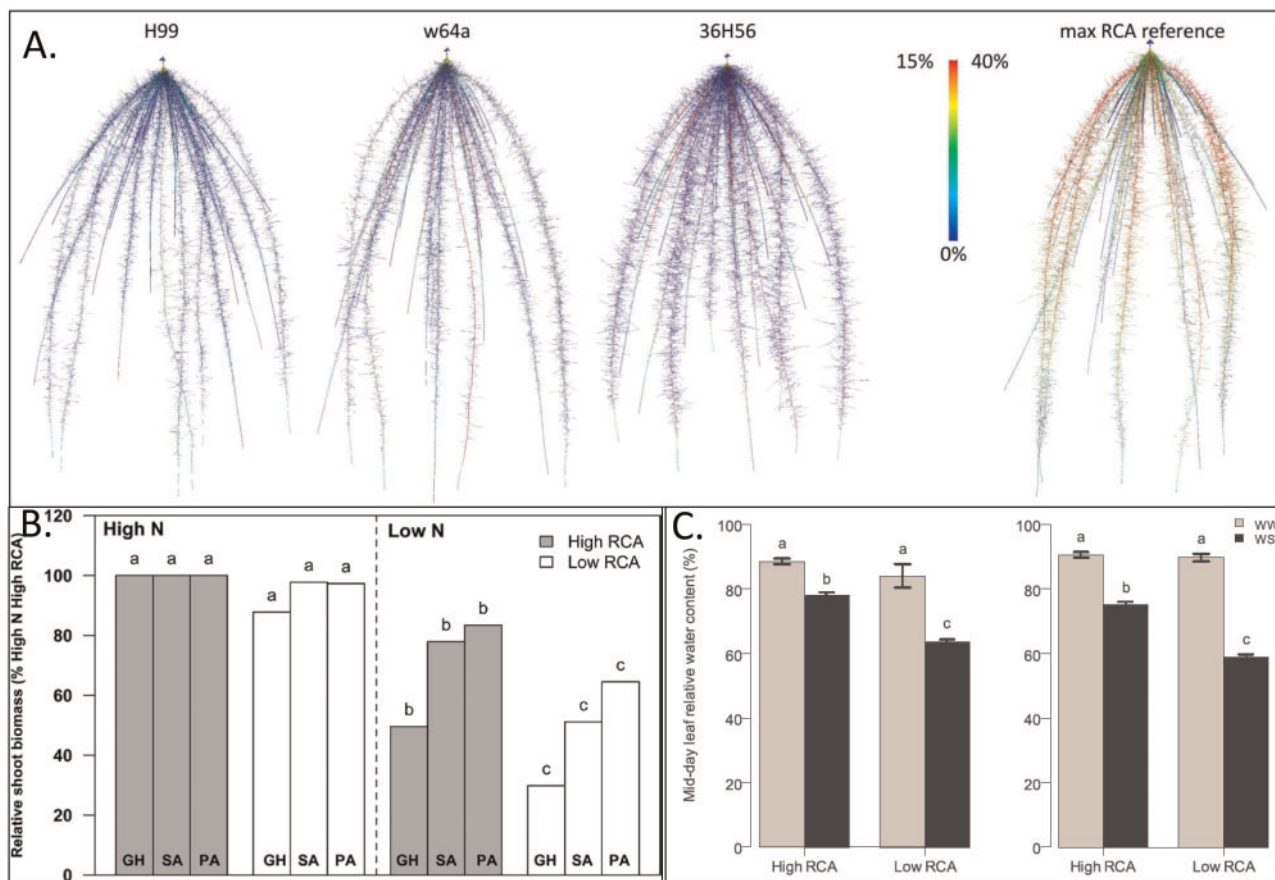 A.
H99
w64a
36H56
max RCA reference
15%
40%
0%
B.
Relative shoot biomass (% High N High RCA)
120
100
80
60
40
20
0
High N
Low N
High RCA
Low RCA
a a a
a a a
b b b
c c c
GH SA PA
GH SA PA
GH SA PA
GH SA PA
C.
Mid-day leaf relative water content (%)
100
80
60
40
20
0
a
b
a
c
High RCA
Low RCA
100
80
60
40
20
0
a
b
a
c
High RCA
Low RCA
WW
WS